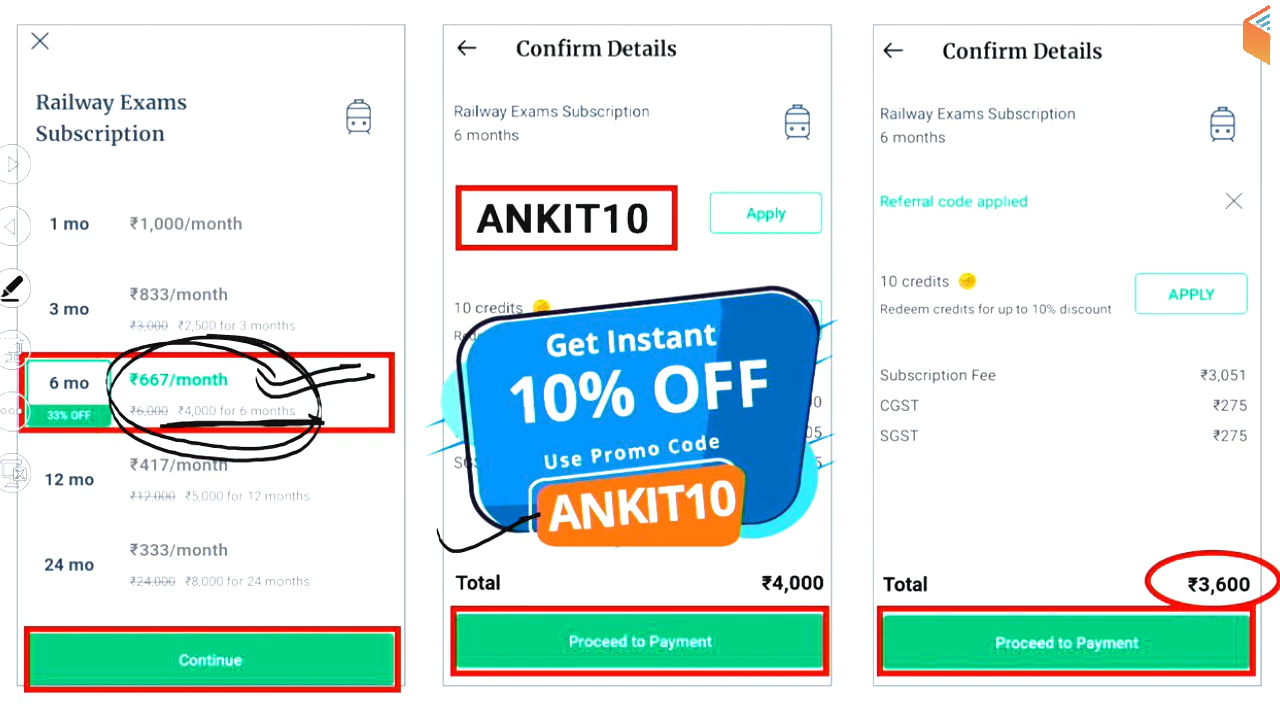 Railway Exams
Subscription
1 mo
₹1,000/month
3 mo
₹833/month
₹3,000 ₹2,500 for 3 months
6 mo
33% OFF
₹667/month
₹6,000 ₹4,000 for 6 months
12 mo
₹417/month
₹12,000 ₹5,000 for 12 months
24 mo
₹333/month
₹24,000 ₹8,000 for 24 months
Continue
Confirm Details
Railway Exams Subscription
6 months
ANKIT10
Apply
10 credits
Get Instant
10% OFF
Use Promo Code
ANKIT10
Total ₹4,000
Proceed to Payment
Confirm Details
Railway Exams Subscription
6 months
Referral code applied
10 credits
Redeem credits for up to 10% discount
APPLY
Subscription Fee ₹3,051
CGST ₹275
SGST ₹275
Total ₹3,600
Proceed to Payment